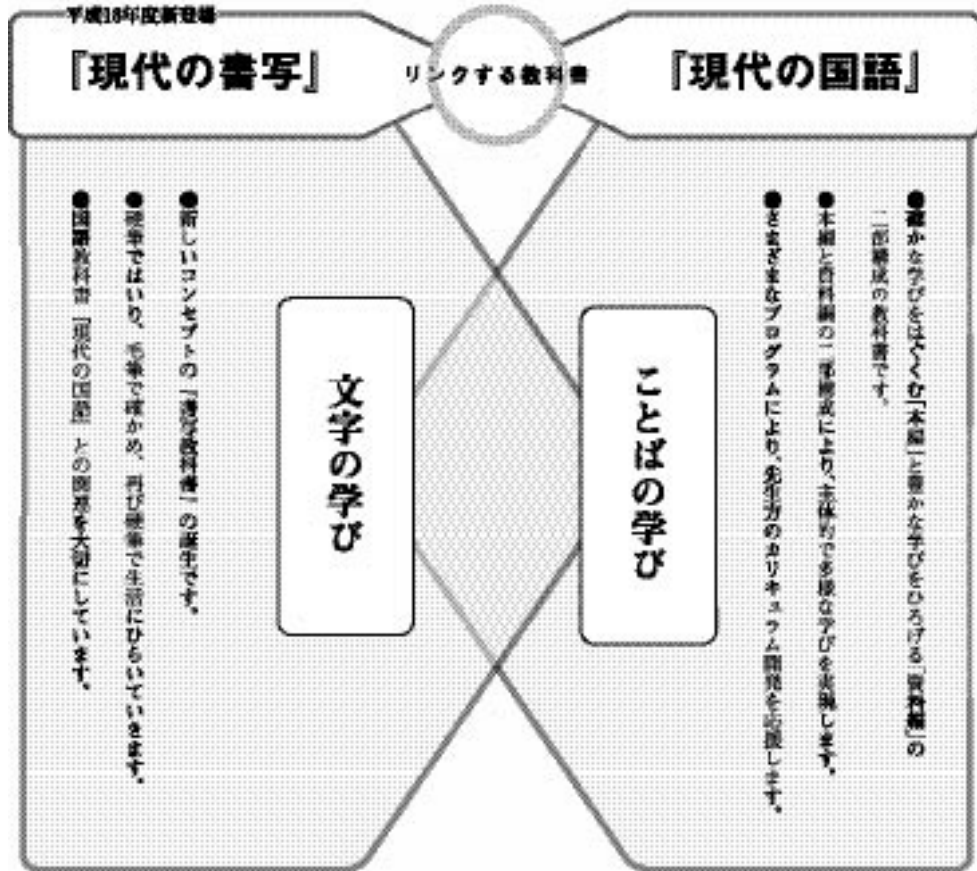 平成18年度新登場
『現代の書写』
リンクする教科書
『現代の国語』
●確かな学びをはぐくむ「本編」と豊かな学びをひろげる「資料編」の
二部構成の教科書です。
●本編と資料編の二部構成により、主体的で多様な学びを実現します。
●さまざまなプログラムにより、先生方のカリキュラム開発を応援します。
ことばの学び
文字の学び
●新しいコンセプトの「書写教科書」の誕生です。
●硬筆ではいり、毛筆で確かめ、再び硬筆で生活にひらいていきます。
●国語教科書『現代の国語』との関連を大切にしています。